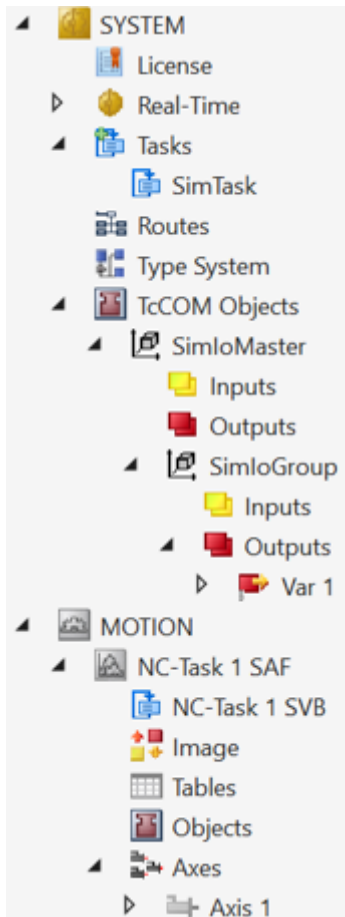 SYSTEM
License
Real-Time
Tasks
SimTask
Routes
Type System
TcCOM Objects
SimIoMaster
Inputs
Outputs
SimIoGroup
Inputs
Outputs
Var 1
MOTION
NC-Task 1 SAF
NC-Task 1 SVB
Image
Tables
Objects
Axes
Axis 1